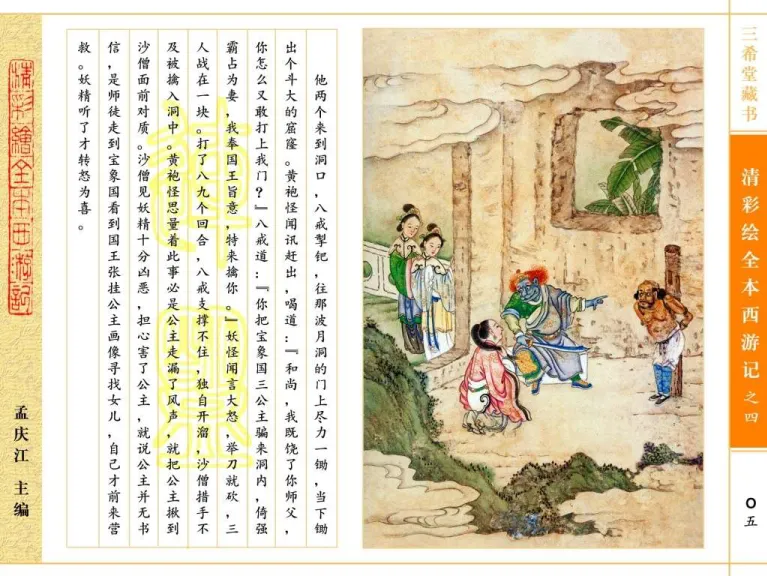 三希堂藏书
清彩绘全本西游记之四
〇五
他两个来到洞口，八戒掣钯，往那波月洞的门上尽力一锄，当下锄
出个斗大的窟窿。黄袍怪闻讯赶出，喝道：『和尚，我既饶了你师父，
你怎么又敢打上我门？』八戒道：『你把宝象国三公主骗来洞内，倚强
霸占为妻，我奉国王旨意，特来擒你。』妖怪闻言大怒，举刀就砍，三
人战在一块。打了八九个回合，八戒支撑不住，独自开溜，沙僧措手不
及被擒入洞中。黄袍怪思量着此事必是公主走漏了风声，就把公主揪到
沙僧面前对质。沙僧见妖精十分凶恶，担心害了公主，就说公主并无书
信，是师徒走到宝象国看到国王张挂公主画像寻找女儿，自己才前来营
救。妖精听了才转怒为喜。
清彩绘全本西游记
孟庆江 主编